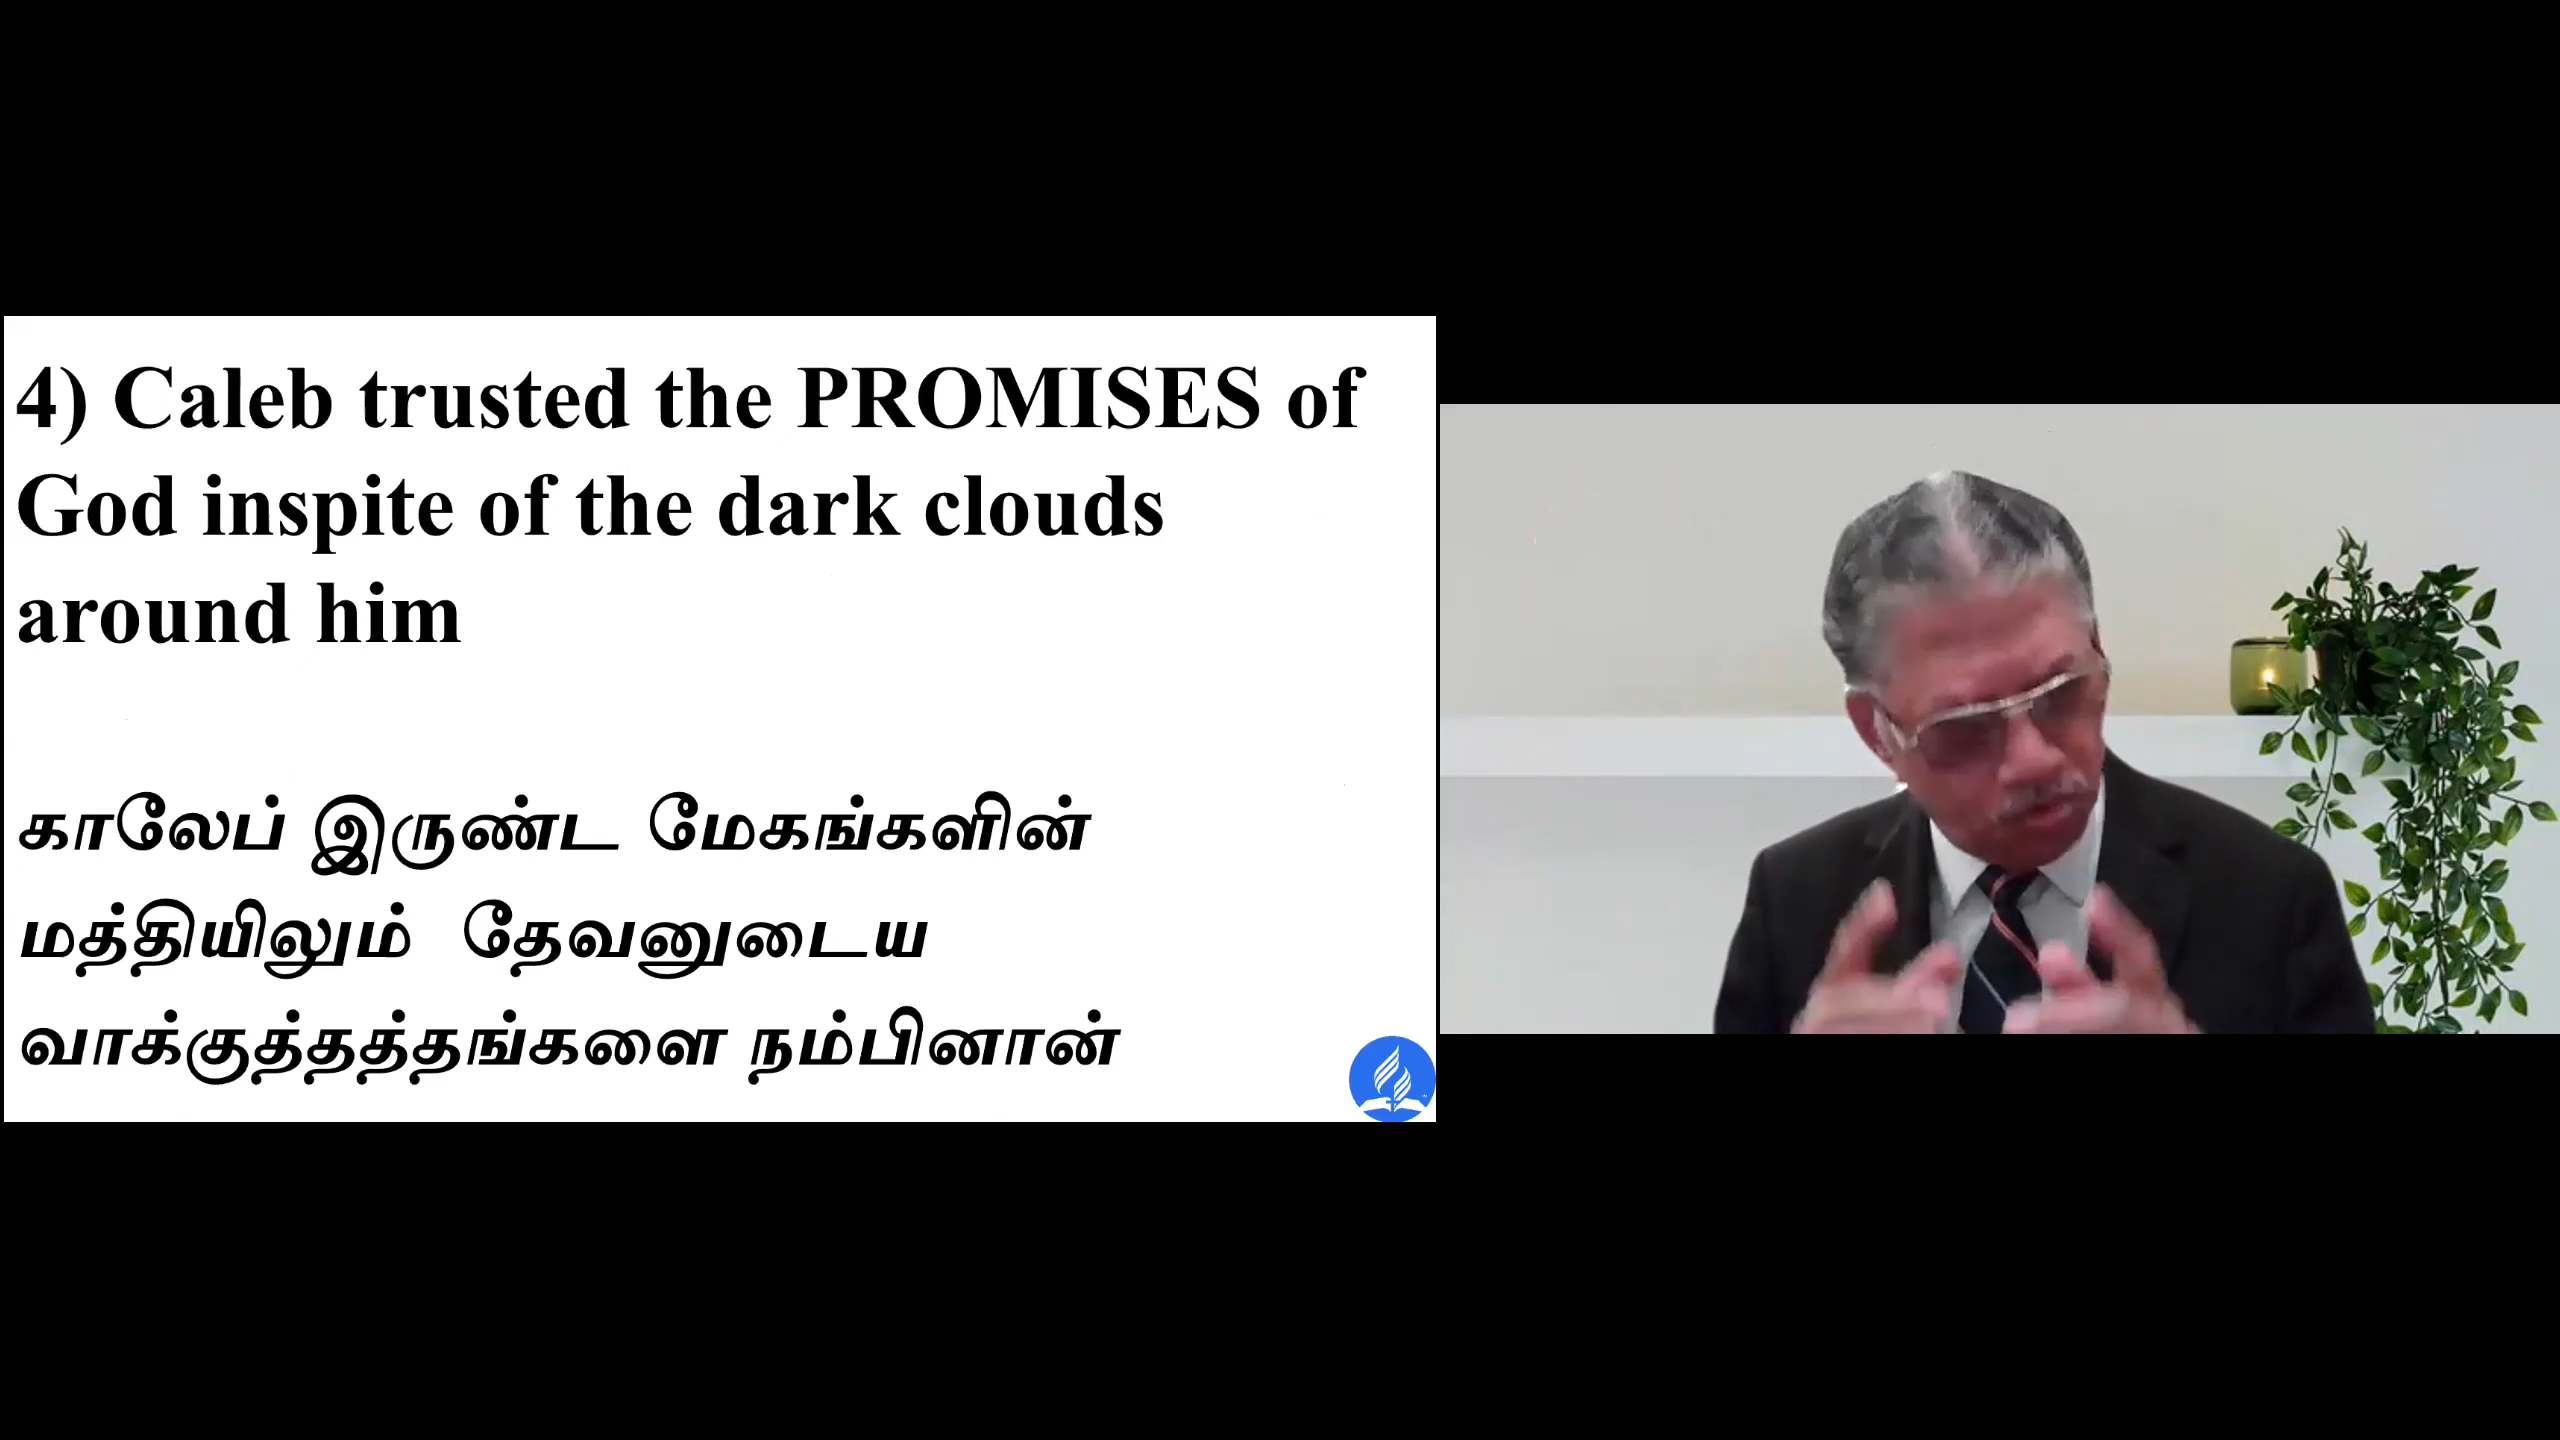 4) Caleb trusted the PROMISES of
God inspite of the dark clouds
around him
காலேப் இருண்ட மேகங்களின்
மத்தியிலும் தேவனுடைய
வாக்குத்தத்தங்களை நம்பினான்